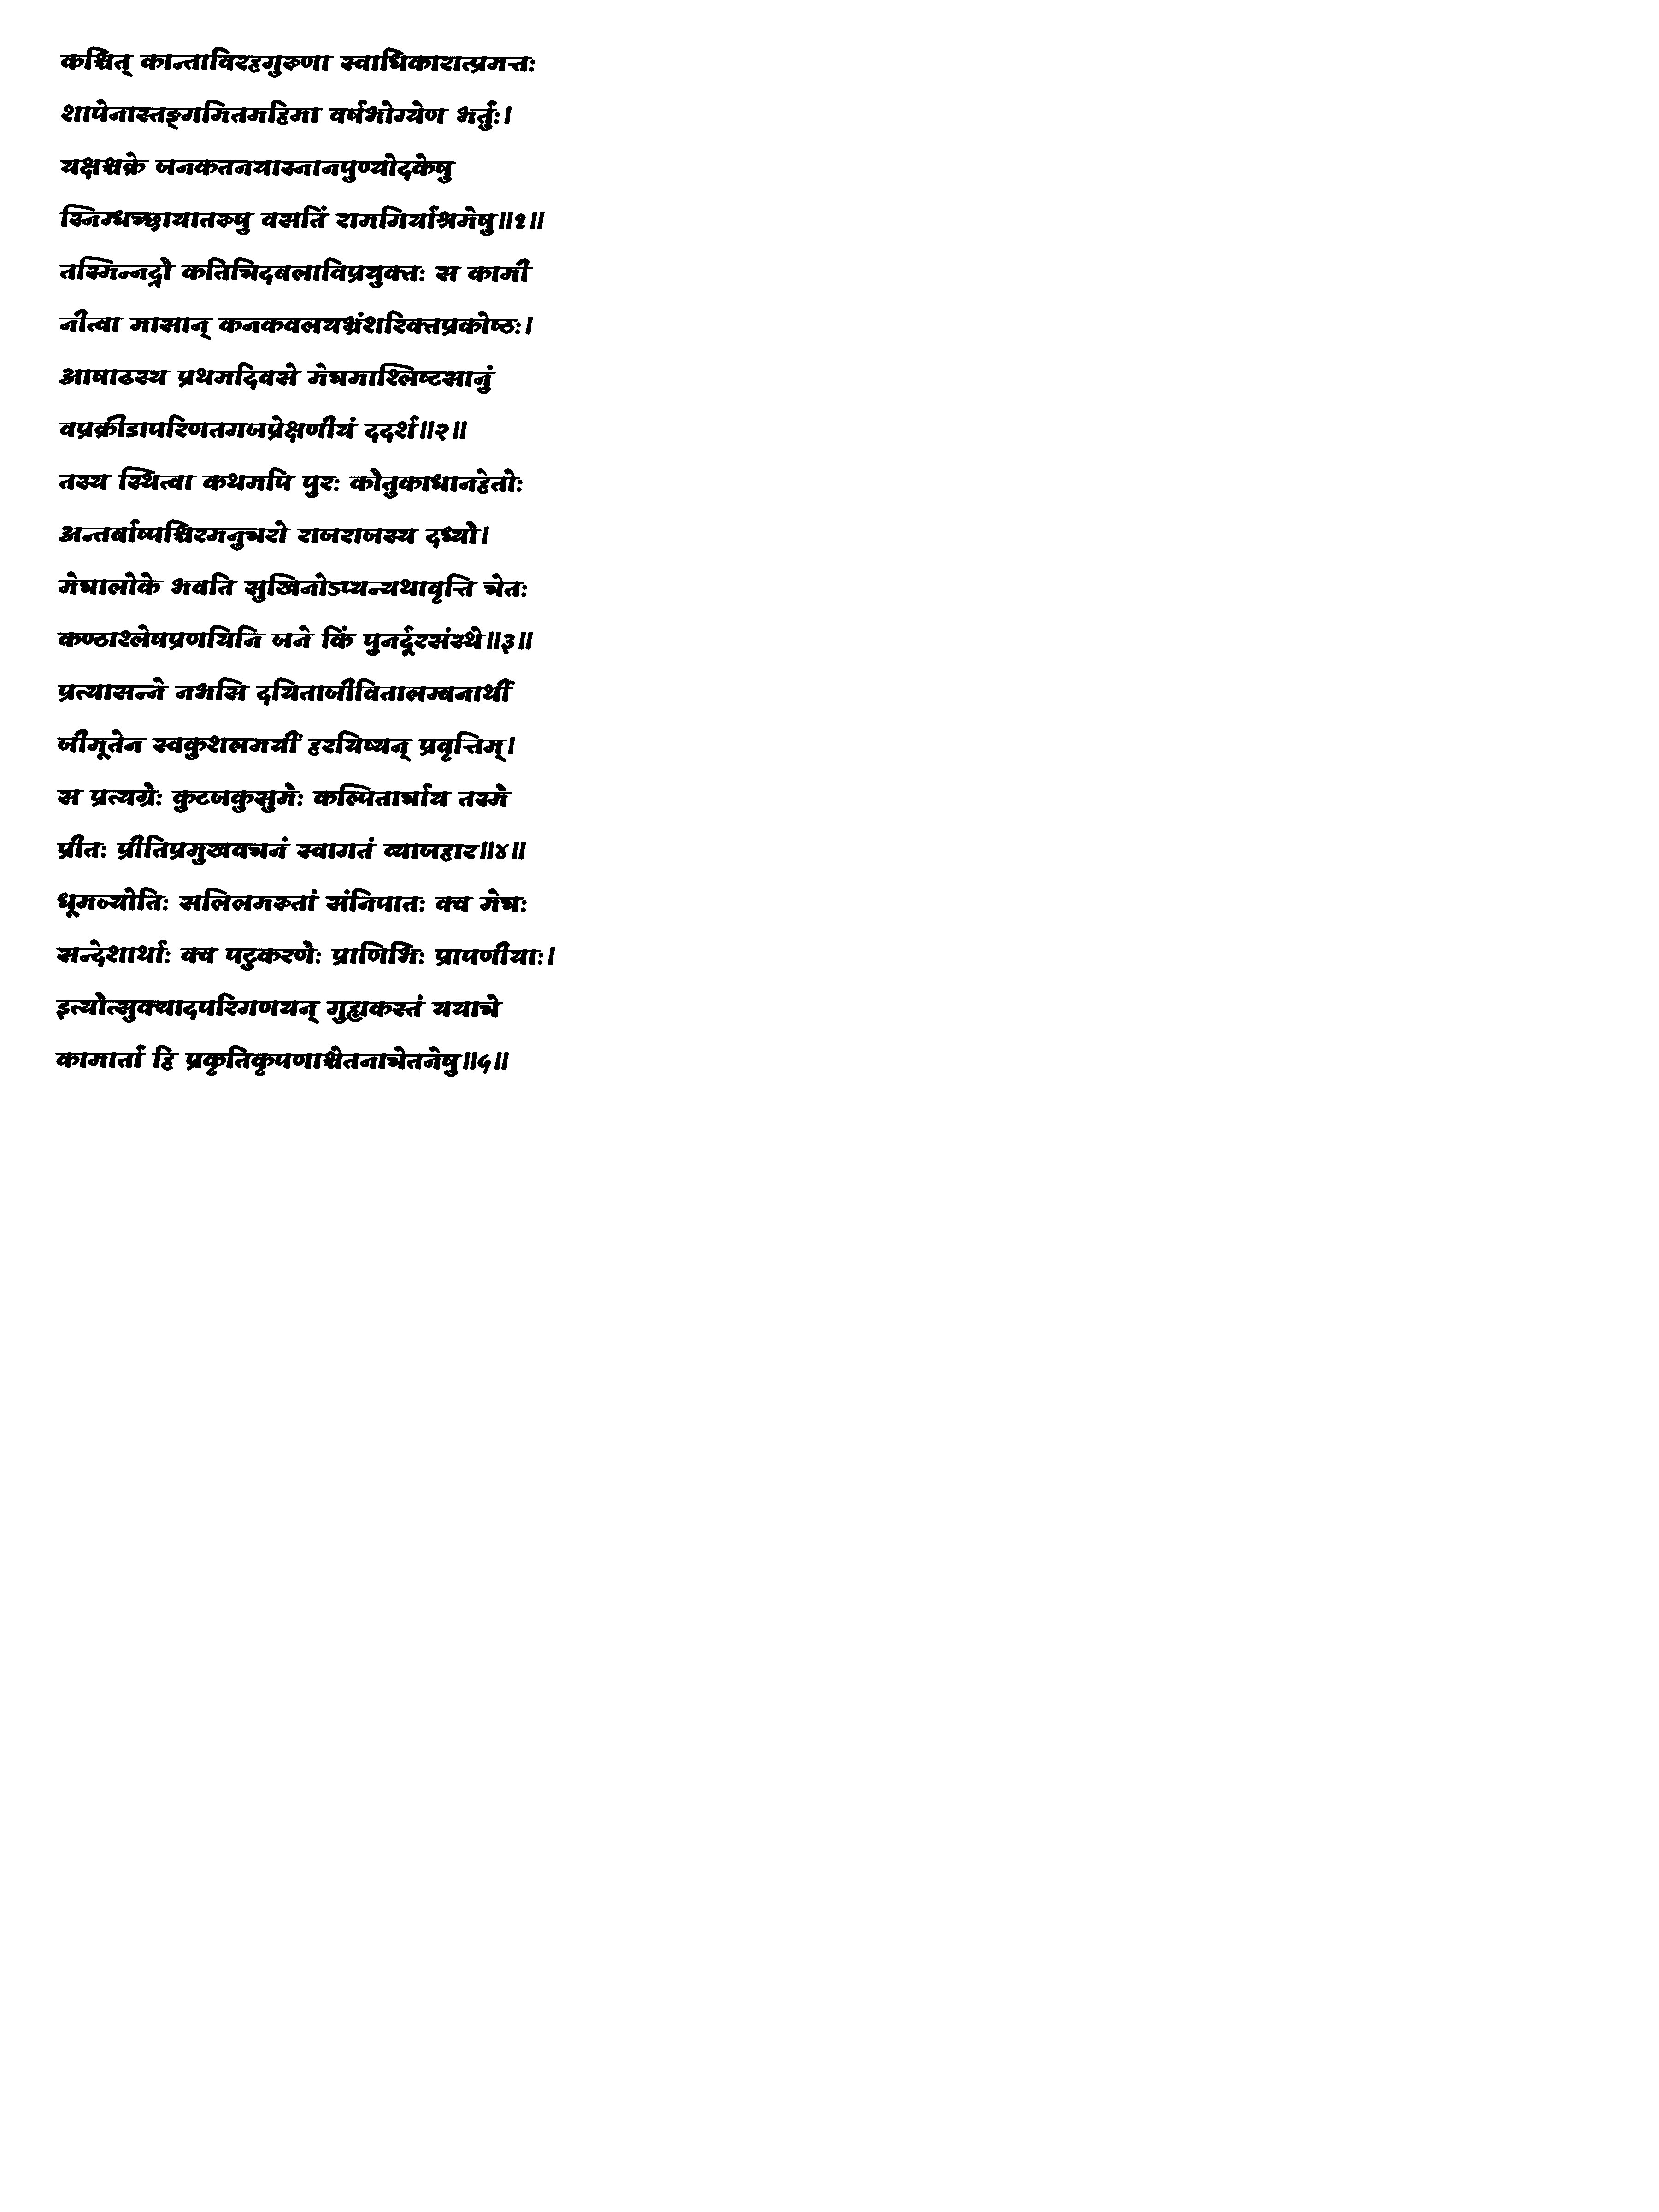 कश्चित् कान्ताविरहगुरुणा स्वाधिकारात्प्रमत्तः
शापेनास्तङ्गमितमहिमा वर्षभोग्येण भर्तुः।
यक्षश्चक्रे जनकतनयास्नानपुण्योदकेषु
स्निग्धच्छायातरुषु वसतिं रामगिर्याश्रमेषु॥१॥
तस्मिन्नद्रौ कतिचिदबलाविप्रयुक्तः स कामी
नीत्वा मासान् कनकवलयभ्रंशरिक्तप्रकोष्ठः।
आषाढस्य प्रथमदिवसे मेघमाश्लिष्टसानुं
वप्रक्रीडापरिणतगजप्रेक्षणीयं ददर्श॥२॥
तस्य स्थित्वा कथमपि पुरः कौतुकाधानहेतोः
अन्तर्बाष्पश्चिरमनुचरो राजराजस्य दध्यौ।
मेघालोके भवति सुखिनोऽप्यन्यथावृत्ति चेतः
कण्ठाश्लेषप्रणयिनि जने किं पुनर्दूरसंस्थे॥३॥
प्रत्यासन्ने नभसि दयिताजीवितालम्बनार्थी
जीमूतेन स्वकुशलमयीं हरयिष्यन् प्रवृत्तिम्।
स प्रत्यग्रैः कुटजकुसुमैः कल्पितार्घाय तस्मै
प्रीतः प्रीतिप्रमुखवचनं स्वागतं व्याजहार॥४॥
धूमज्योतिः सलिलमरुतां संनिपातः क्व मेघः
सन्देशार्थाः क्व पटुकरणैः प्राणिभिः प्रापणीयाः।
इत्यौत्सुक्यादपरिगणयन् गुह्यकस्तं ययाचे
कामार्ता हि प्रकृतिकृपणाश्चेतनाचेतनेषु॥५॥